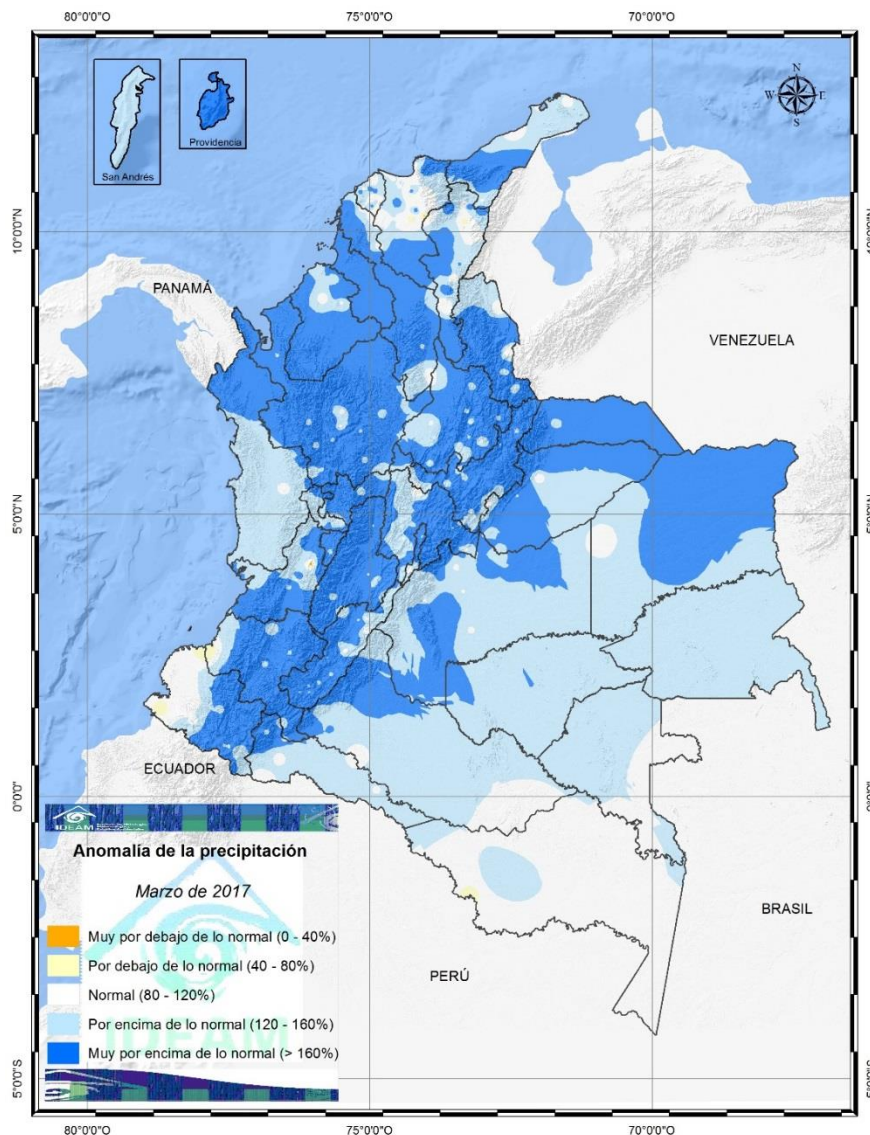 80°0'0"O
75°0'0"O
70°0'0"O
San Andrés
Providencia
N
W
E
S
10°0'0"N
PANAMÁ
VENEZUELA
5°0'0"N
ECUADOR
0°0'0"
IDEAM
Anomalía de la precipitación
Marzo de 2017
Muy por debajo de lo normal (0 - 40%)
Por debajo de lo normal (40 - 80%)
Normal (80 - 120%)
Por encima de lo normal (120 - 160%)
Muy por encima de lo normal (> 160%)
IDEAM
BRASIL
PERÚ
5°0'0"S
5°0'0"S
80°0'0"O
75°0'0"O
70°0'0"O